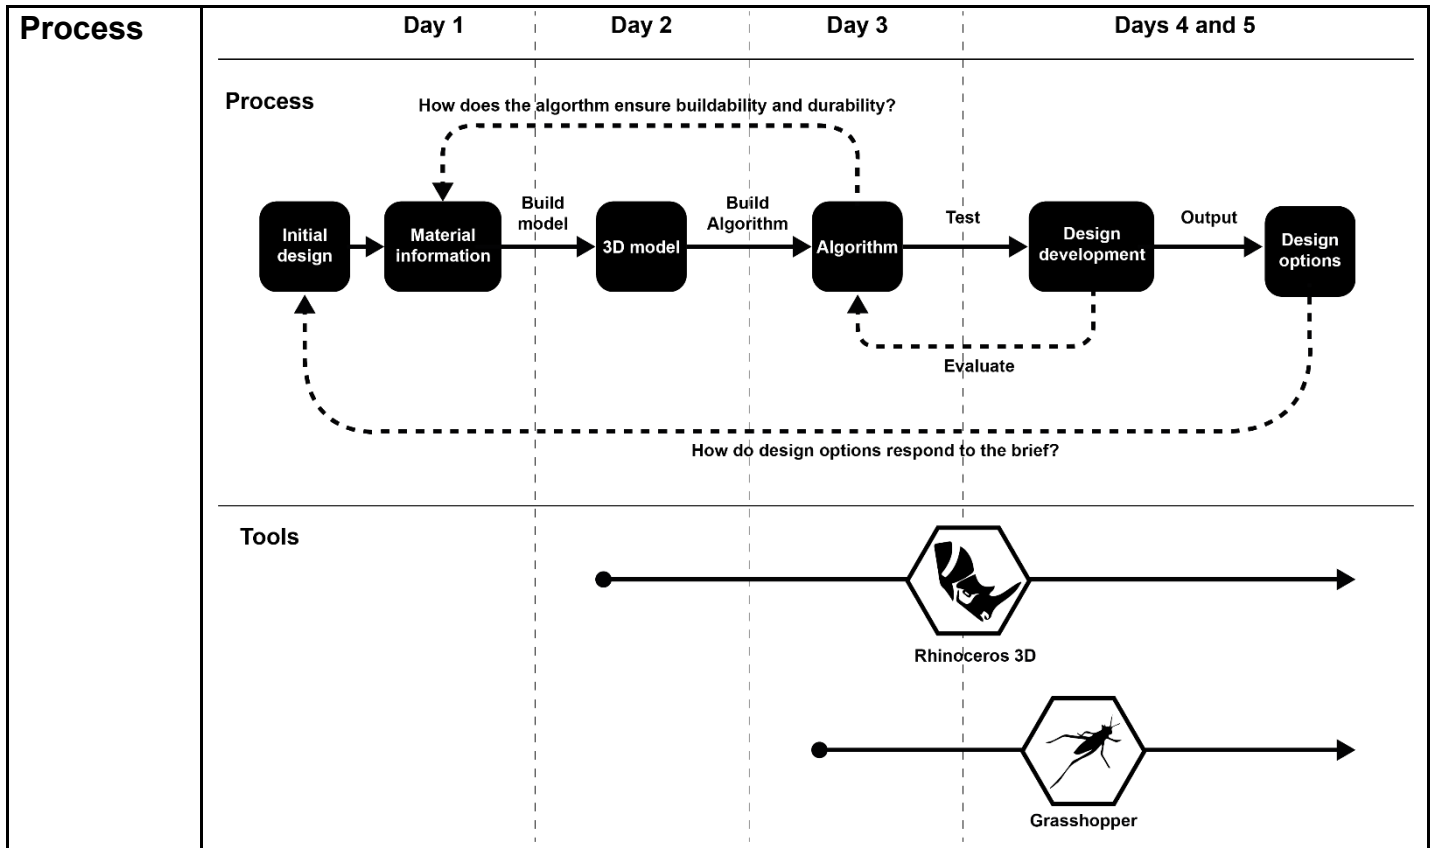 Process
Day 1
Day 2
Day 3
Days 4 and 5
Process
How does the algorthm ensure buildability and durability?
Initial
design
Material
information
Build
model
3D model
Build
Algorithm
Algorithm
Test
Design
development
Output
Design
options
Evaluate
How do design options respond to the brief?
Tools
Rhinoceros 3D
Grasshopper